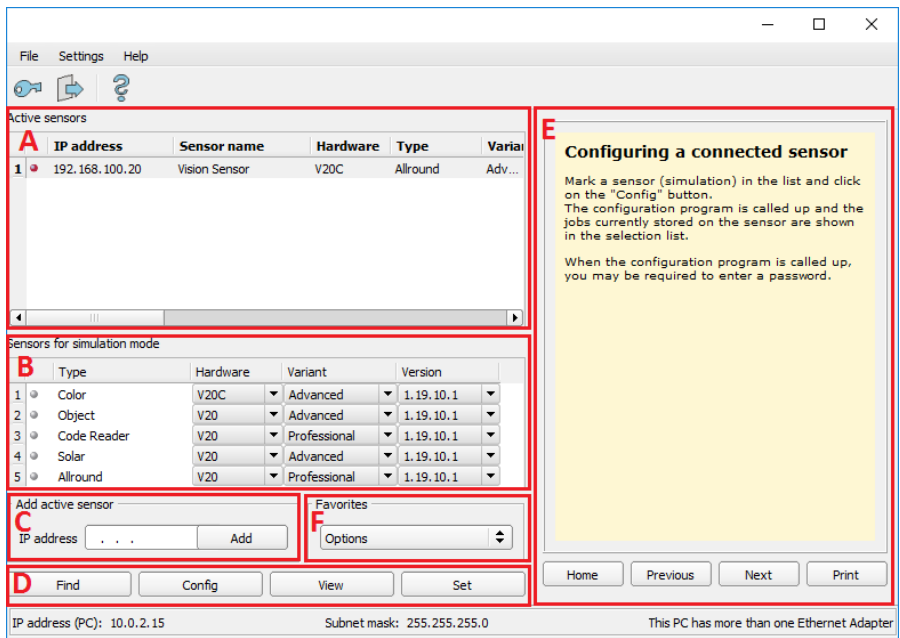 File Settings Help
Active sensors
A IP address Sensor name Hardware Type Varian
1 192.168.100.20 Vision Sensor V20C Allround Adv...
Sensors for simulation mode
B Type Hardware Variant Version
1 Color V20C Advanced 1.19.10.1
2 Object V20 Advanced 1.19.10.1
3 Code Reader V20 Professional 1.19.10.1
4 Solar V20 Advanced 1.19.10.1
5 Allround V20 Professional 1.19.10.1
Add active sensor
C
IP address . . . Add
Favorites
F
Options
D Find Config View Set
E
Configuring a connected sensor
Mark a sensor (simulation) in the list and click
on the "Config" button.
The configuration program is called up and the
jobs currently stored on the sensor are shown
in the selection list.
When the configuration program is called up,
you may be required to enter a password.
Home Previous Next Print
IP address (PC): 10.0.2.15 Subnet mask: 255.255.255.0 This PC has more than one Ethernet Adapter